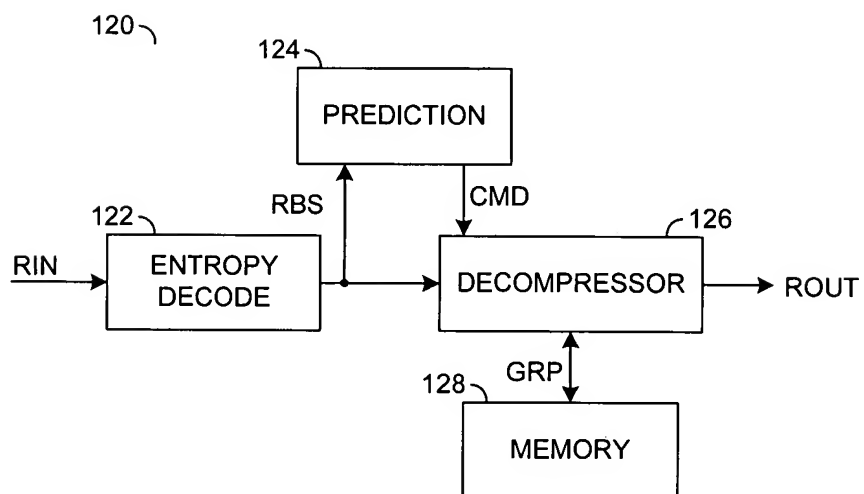 120
124
PREDICTION
RBS
CMD
122
126
RIN
ENTROPY
DECODE
DECOMPRESSOR
ROUT
GRP
128
MEMORY